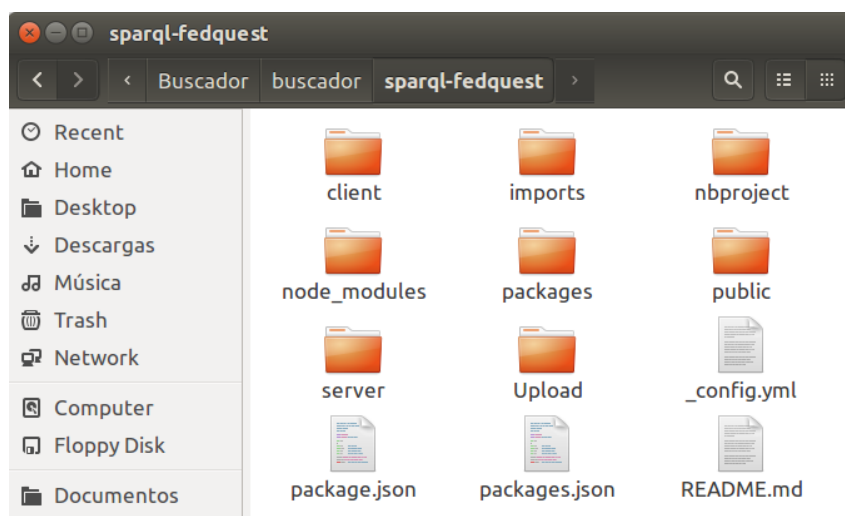 sparql-fedquest
Buscador buscador sparql-fedquest
Recent
Home
Desktop
Descargas
Música
Trash
Network
Computer
Floppy Disk
Documentos
client imports nbproject
node_modules packages public
server Upload _config.yml
package.json packages.json README.md